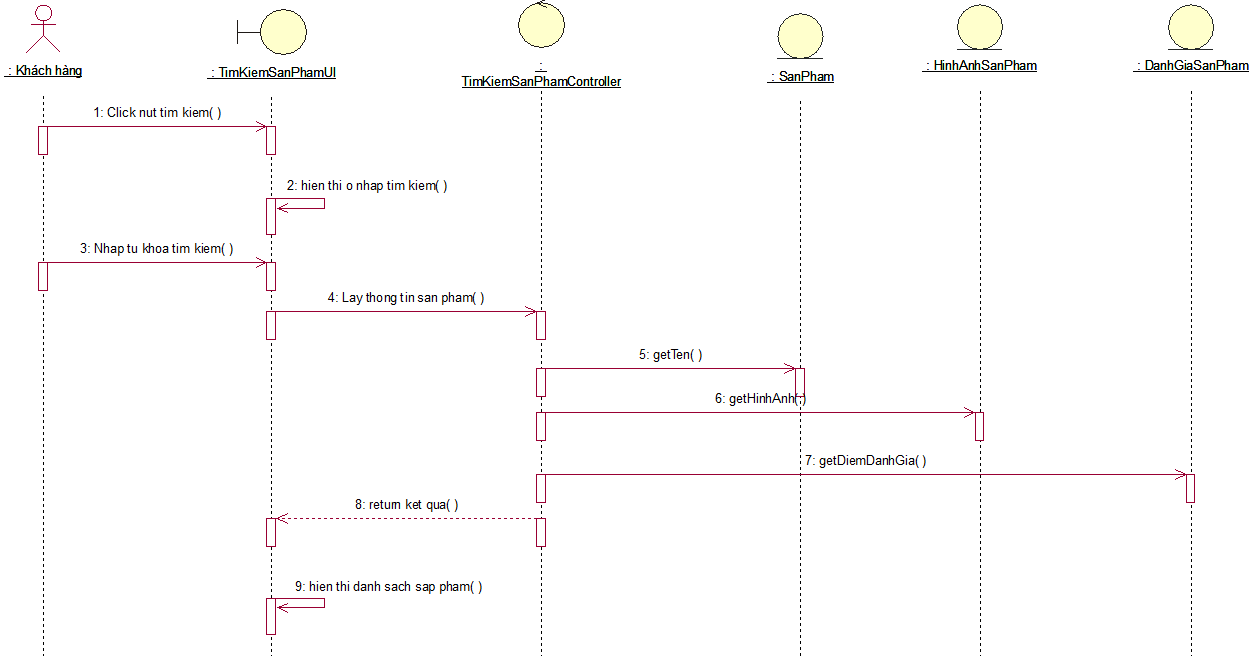 : Khách hàng
: TimKiemSanPhamUI
:
TimKiemSanPhamController
: SanPham
: HinhAnhSanPham
: DanhGiaSanPham
1: Click nut tim kiem( )
2: hien thi o nhap tim kiem( )
3: Nhap tu khoa tim kiem( )
4: Lay thong tin san pham( )
5: getTen( )
6: getHinhAnh( )
7: getDiemDanhGia( )
8: return ket qua( )
9: hien thi danh sach sap pham( )